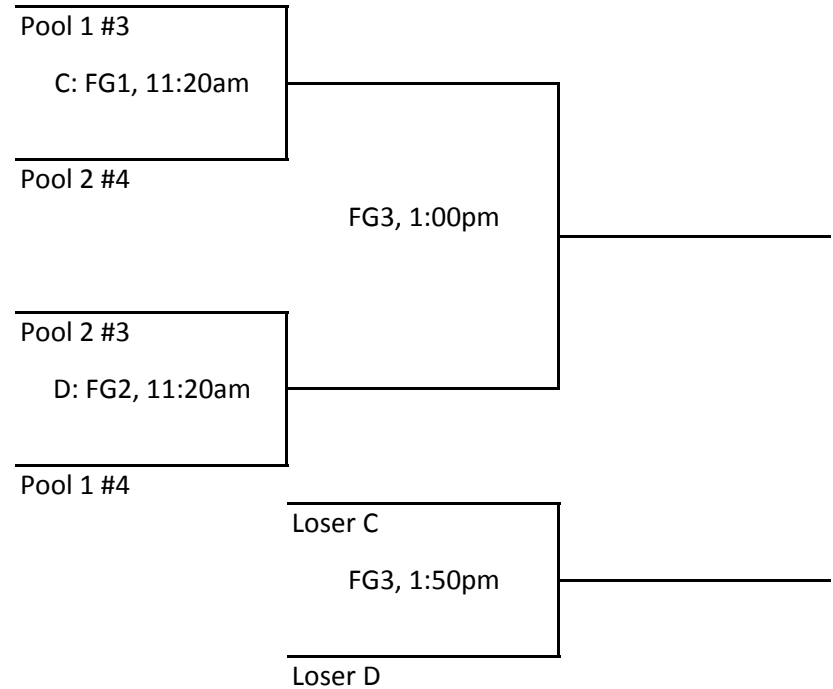 Pool 1 #3
C: FG1, 11:20am
Pool 2 #4
FG3, 1:00pm
Pool 2 #3
D: FG2, 11:20am
Pool 1 #4
Loser C
FG3, 1:50pm
Loser D